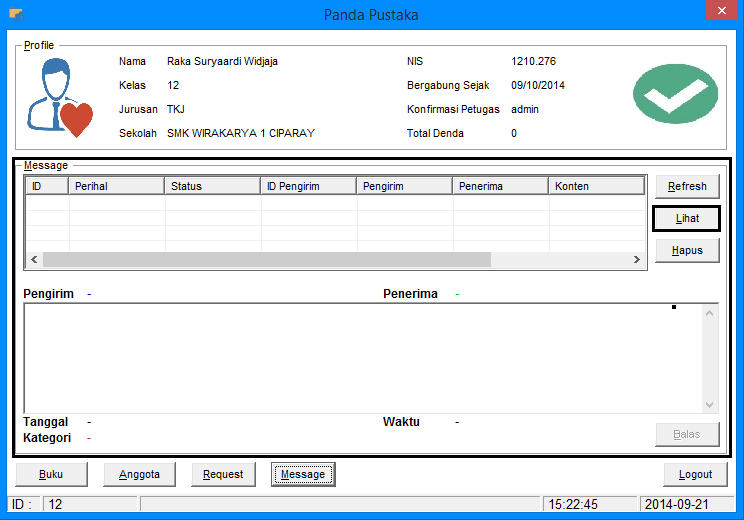 Panda Pustaka
Profile
Nama Raka Suryaardi Widjaja NIS 1210.276
Kelas 12 Bergabung Sejak 09/10/2014
Jurusan TKJ Konfirmasi Petugas admin
Sekolah SMK WIRAKARYA 1 CIPARAY Total Denda 0
Message
ID Perihal Status ID Pengirim Pengirim Penerima Konten
Refresh
Lihat
Hapus
Pengirim - Penerima -
Tanggal - Waktu -
Kategori -
Balas
Buku Anggota Request Message Logout
ID : 12 15:22:45 2014-09-21